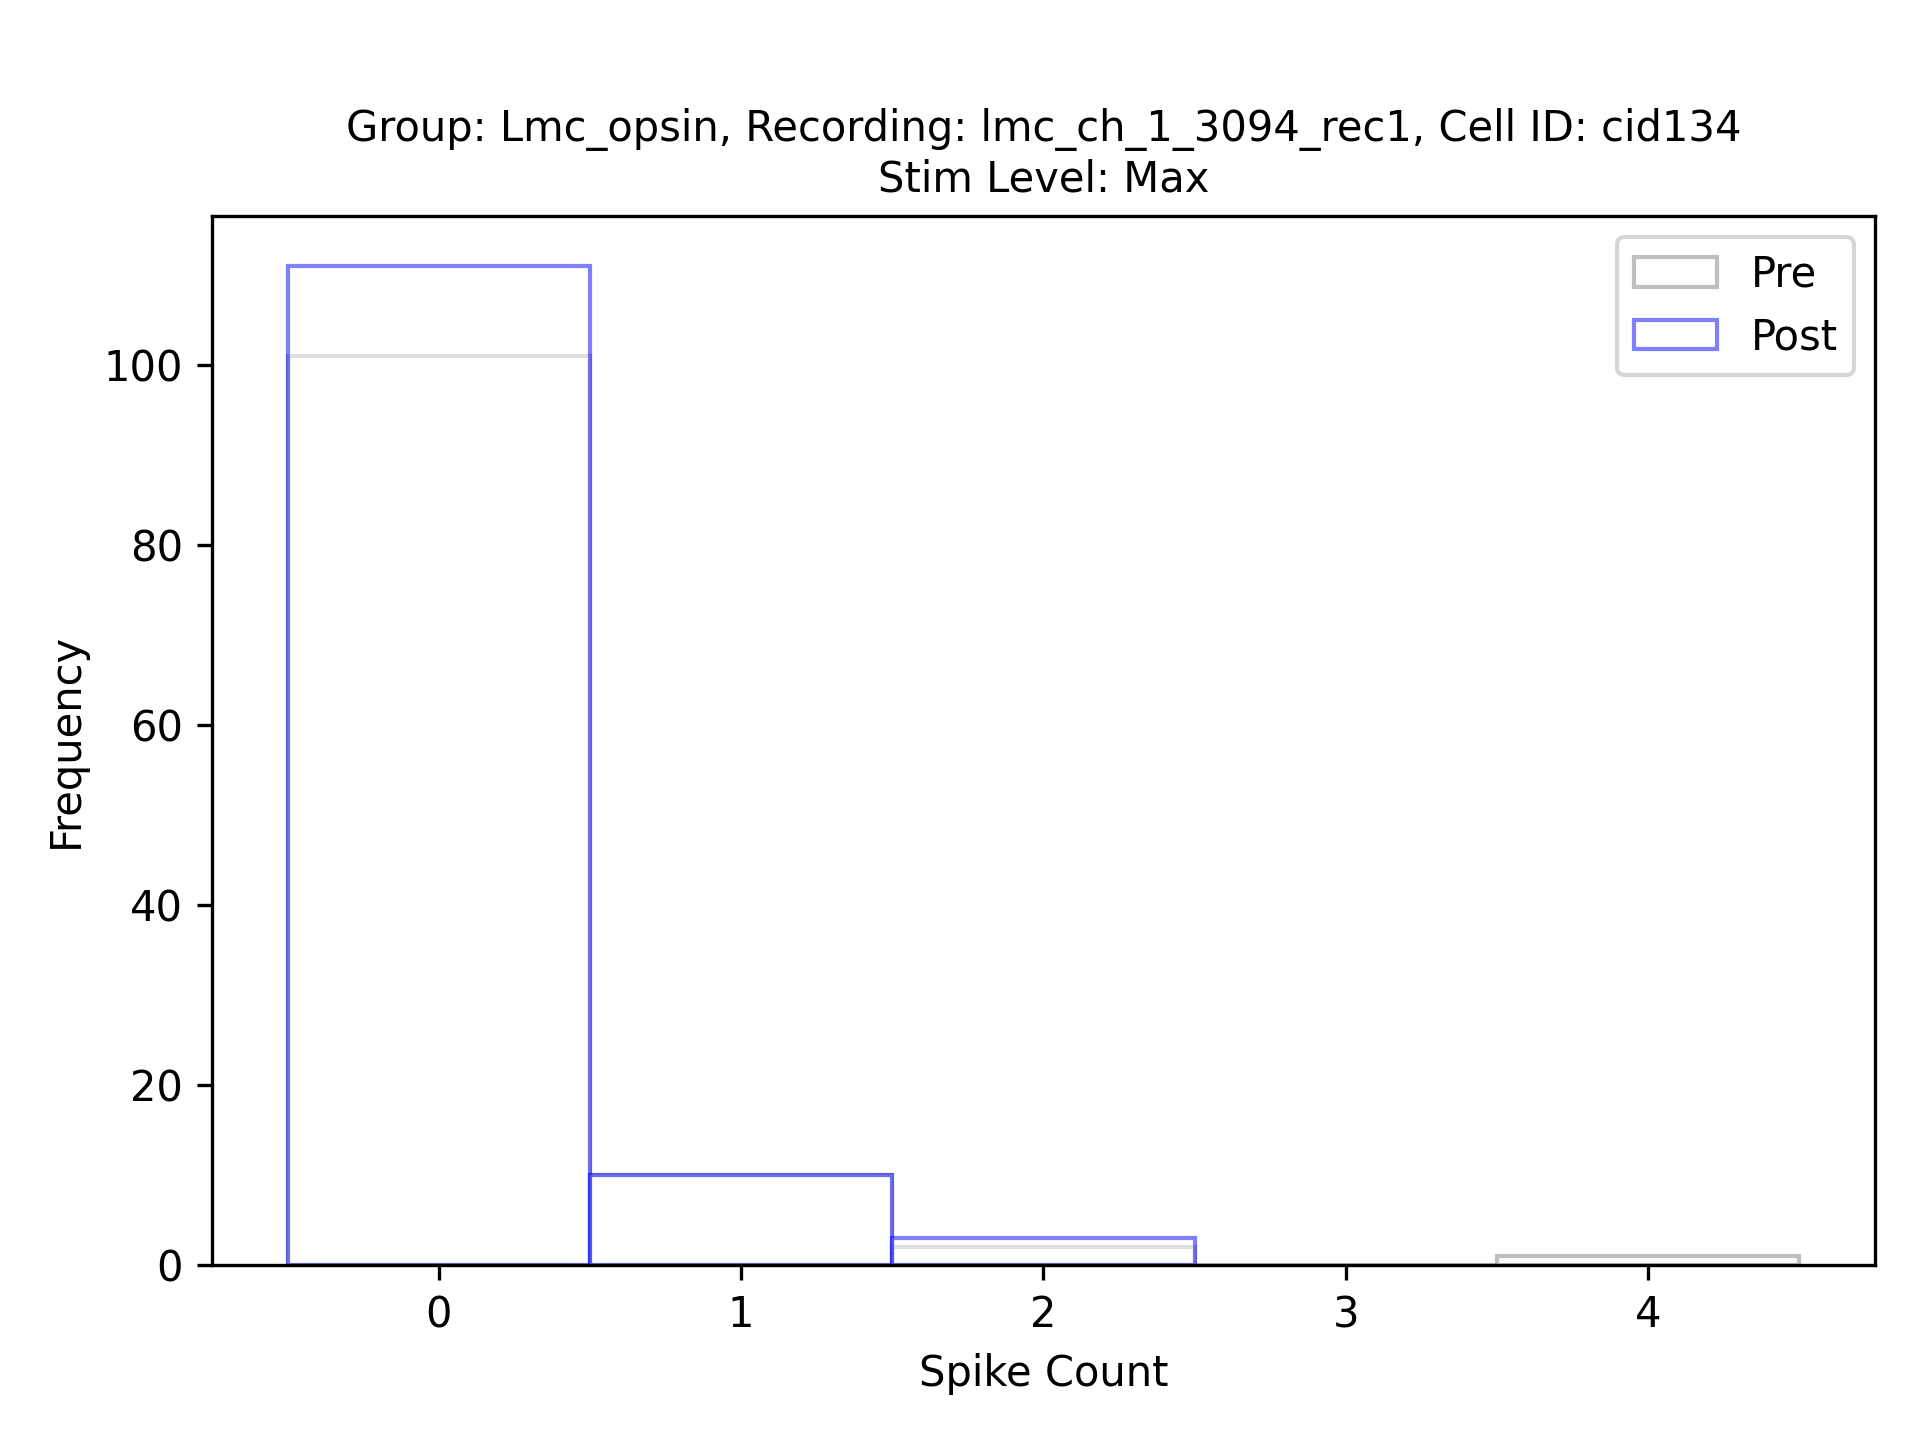 Group: Lmc_opsin, Recording: lmc_ch_1_3094_rec1, Cell ID: cid134
Stim Level: Max
Pre
Post
100
80
60
40
20
0
Frequency
0 1 2 3 4
Spike Count